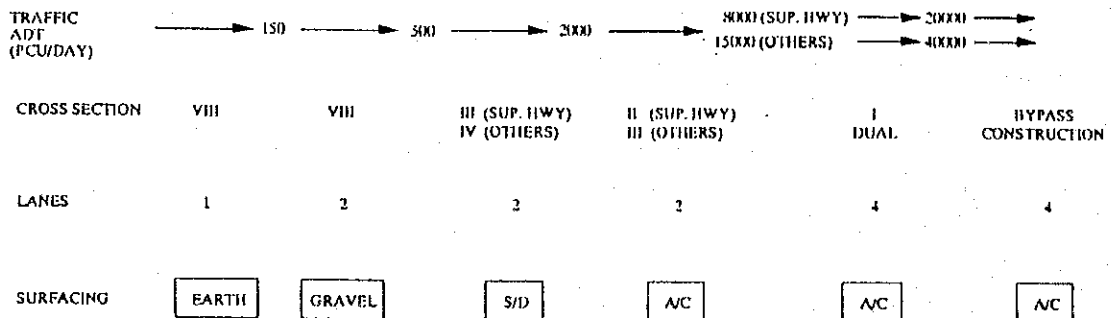 TRAFFIC
ADT
(PCU/DAY)
150 500 2000 8000 (SUP. HWY) 20000
15000 (OTHERS) 40000
CROSS SECTION VIII VIII III (SUP. HWY) II (SUP. HWY) I BYPASS
IV (OTHERS) III (OTHERS) DUAL CONSTRUCTION
LANES 1 2 2 2 4 4
SURFACING EARTH GRAVEL S/D A/C A/C A/C